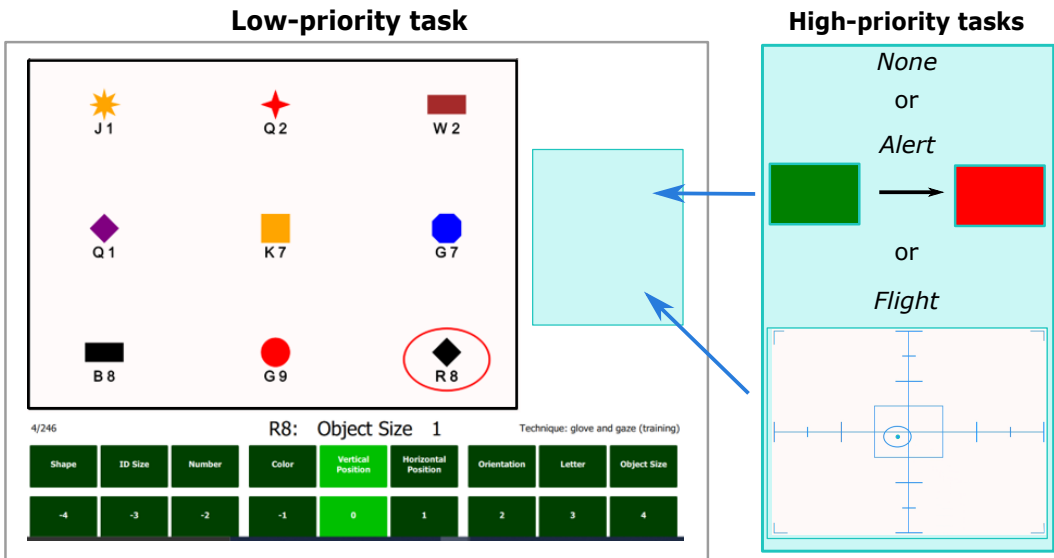 Low-priority task
High-priority tasks
None
or
Alert
or
Flight
J 1
Q 2
W 2
Q 1
K 7
G 7
B 8
G 9
R 8
4/246
R8: Object Size 1
Technique: glove and gaze (training)
Shape
ID Size
Number
Color
Vertical
Position
Horizontal
Position
Orientation
Letter
Object Size
-4
-3
-2
-1
0
1
2
3
4